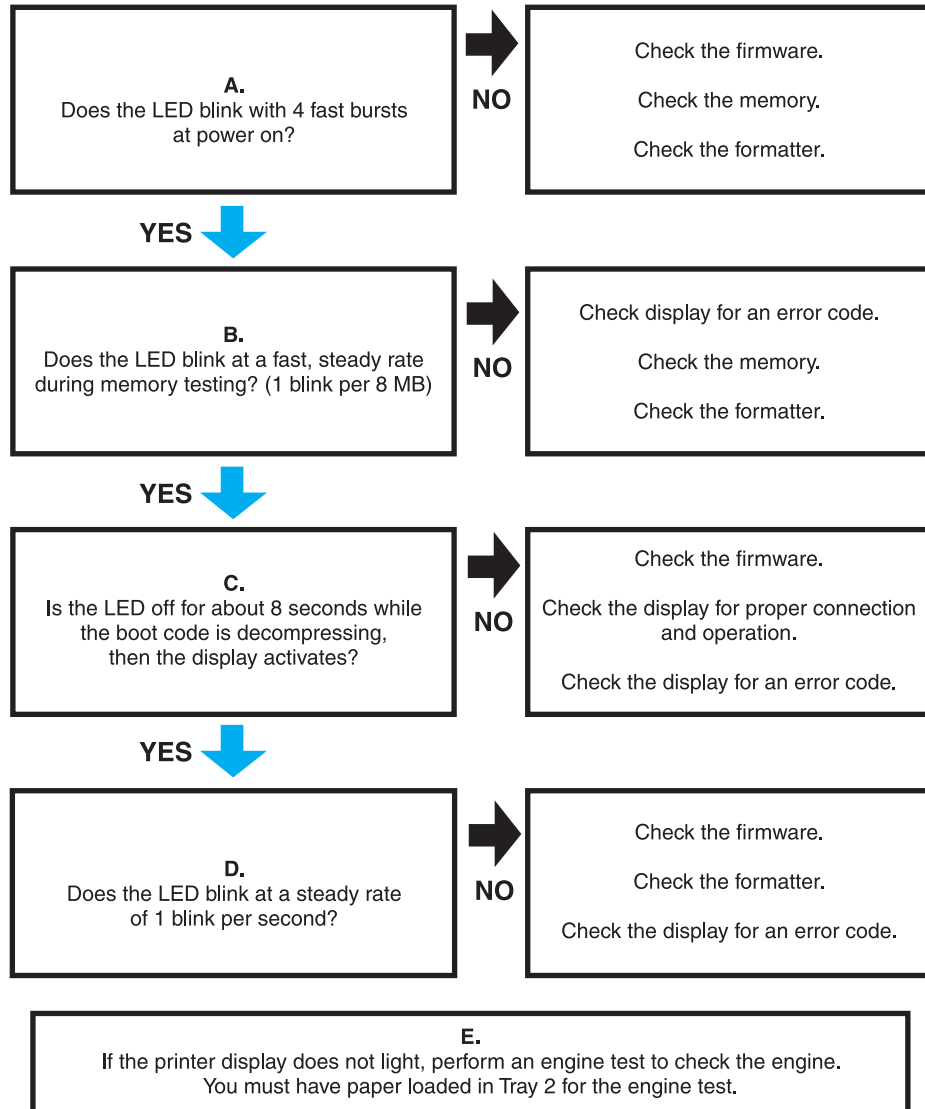 A.
Does the LED blink with 4 fast bursts
at power on?
NO
Check the firmware.
Check the memory.
Check the formatter.
YES
B.
Does the LED blink at a fast, steady rate
during memory testing? (1 blink per 8 MB)
NO
Check display for an error code.
Check the memory.
Check the formatter.
YES
C.
Is the LED off for about 8 seconds while
the boot code is decompressing,
then the display activates?
NO
Check the firmware.
Check the display for proper connection
and operation.
Check the display for an error code.
YES
D.
Does the LED blink at a steady rate
of 1 blink per second?
NO
Check the firmware.
Check the formatter.
Check the display for an error code.
E.
If the printer display does not light, perform an engine test to check the engine.
You must have paper loaded in Tray 2 for the engine test.